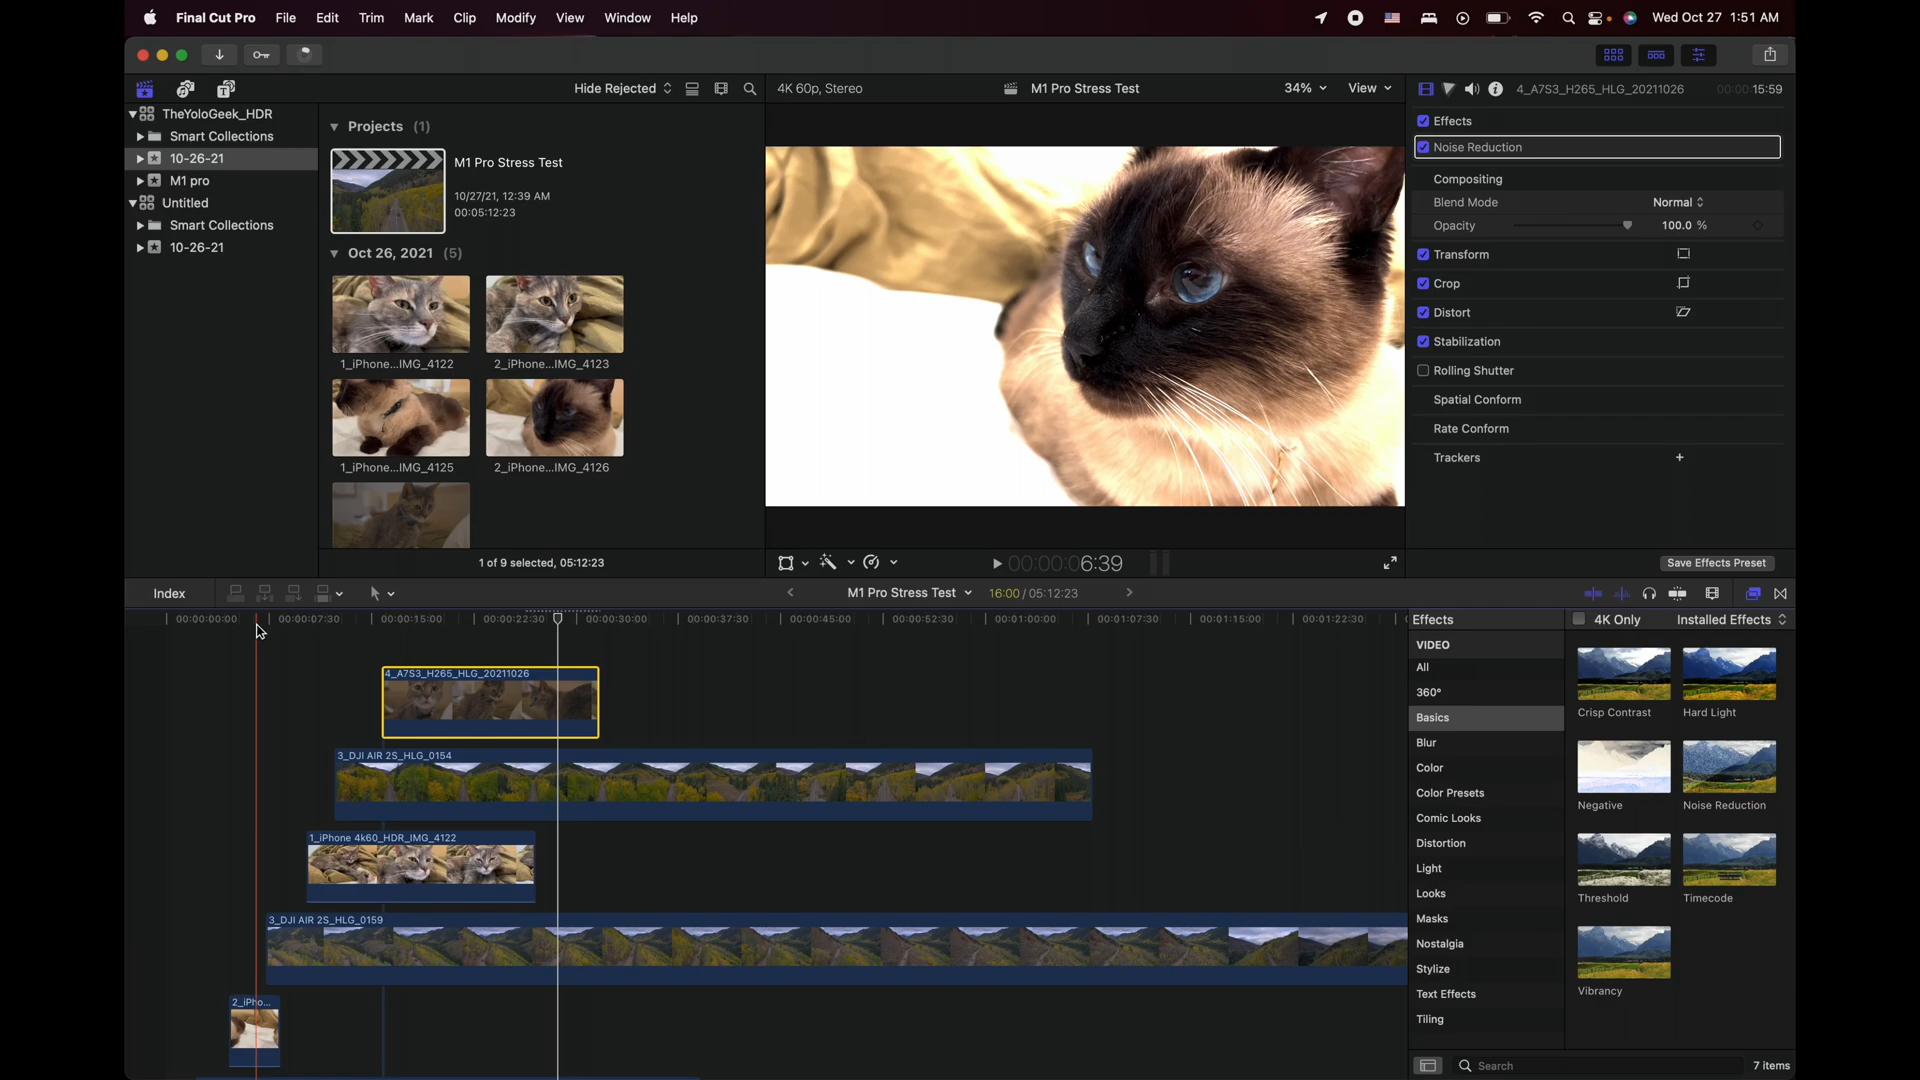 Final Cut Pro File Edit Trim Mark Clip Modify View Window Help Wed Oct 27 1:51 AM
Hide Rejected
4K 60p, Stereo
M1 Pro Stress Test
34%
View
4_A7S3_H265_HLG_20211026
00:00:15:59
TheYoloGeek_HDR
Smart Collections
10-26-21
M1 pro
Untitled
Smart Collections
10-26-21
Projects (1)
M1 Pro Stress Test
10/27/21, 12:39 AM
00:05:12:23
Oct 26, 2021 (5)
1_iPhone...IMG_4122
2_iPhone...IMG_4123
1_iPhone...IMG_4125
2_iPhone...IMG_4126
1 of 9 selected, 05:12:23
00:00:06:39
Effects
Noise Reduction
Compositing
Blend Mode Normal
Opacity 100.0 %
Transform
Crop
Distort
Stabilization
Rolling Shutter
Spatial Conform
Rate Conform
Trackers +
Save Effects Preset
Index
M1 Pro Stress Test
16:00 / 05:12:23
00:00:00:00 00:00:07:30 00:00:15:00 00:00:22:30 00:00:30:00 00:00:37:30 00:00:45:00 00:00:52:30 00:01:00:00 00:01:07:30 00:01:15:00 00:01:22:30
4_A7S3_H265_HLG_20211026
3_DJI AIR 2S_HLG_0154
1_iPhone 4k60_HDR_IMG_4122
3_DJI AIR 2S_HLG_0159
2_iPho...
Effects
4K Only
Installed Effects
VIDEO
All
360°
Basics
Blur
Color
Color Presets
Comic Looks
Distortion
Light
Looks
Masks
Nostalgia
Stylize
Text Effects
Tiling
Crisp Contrast
Hard Light
Negative
Noise Reduction
Threshold
Timecode
Vibrancy
Search
7 items